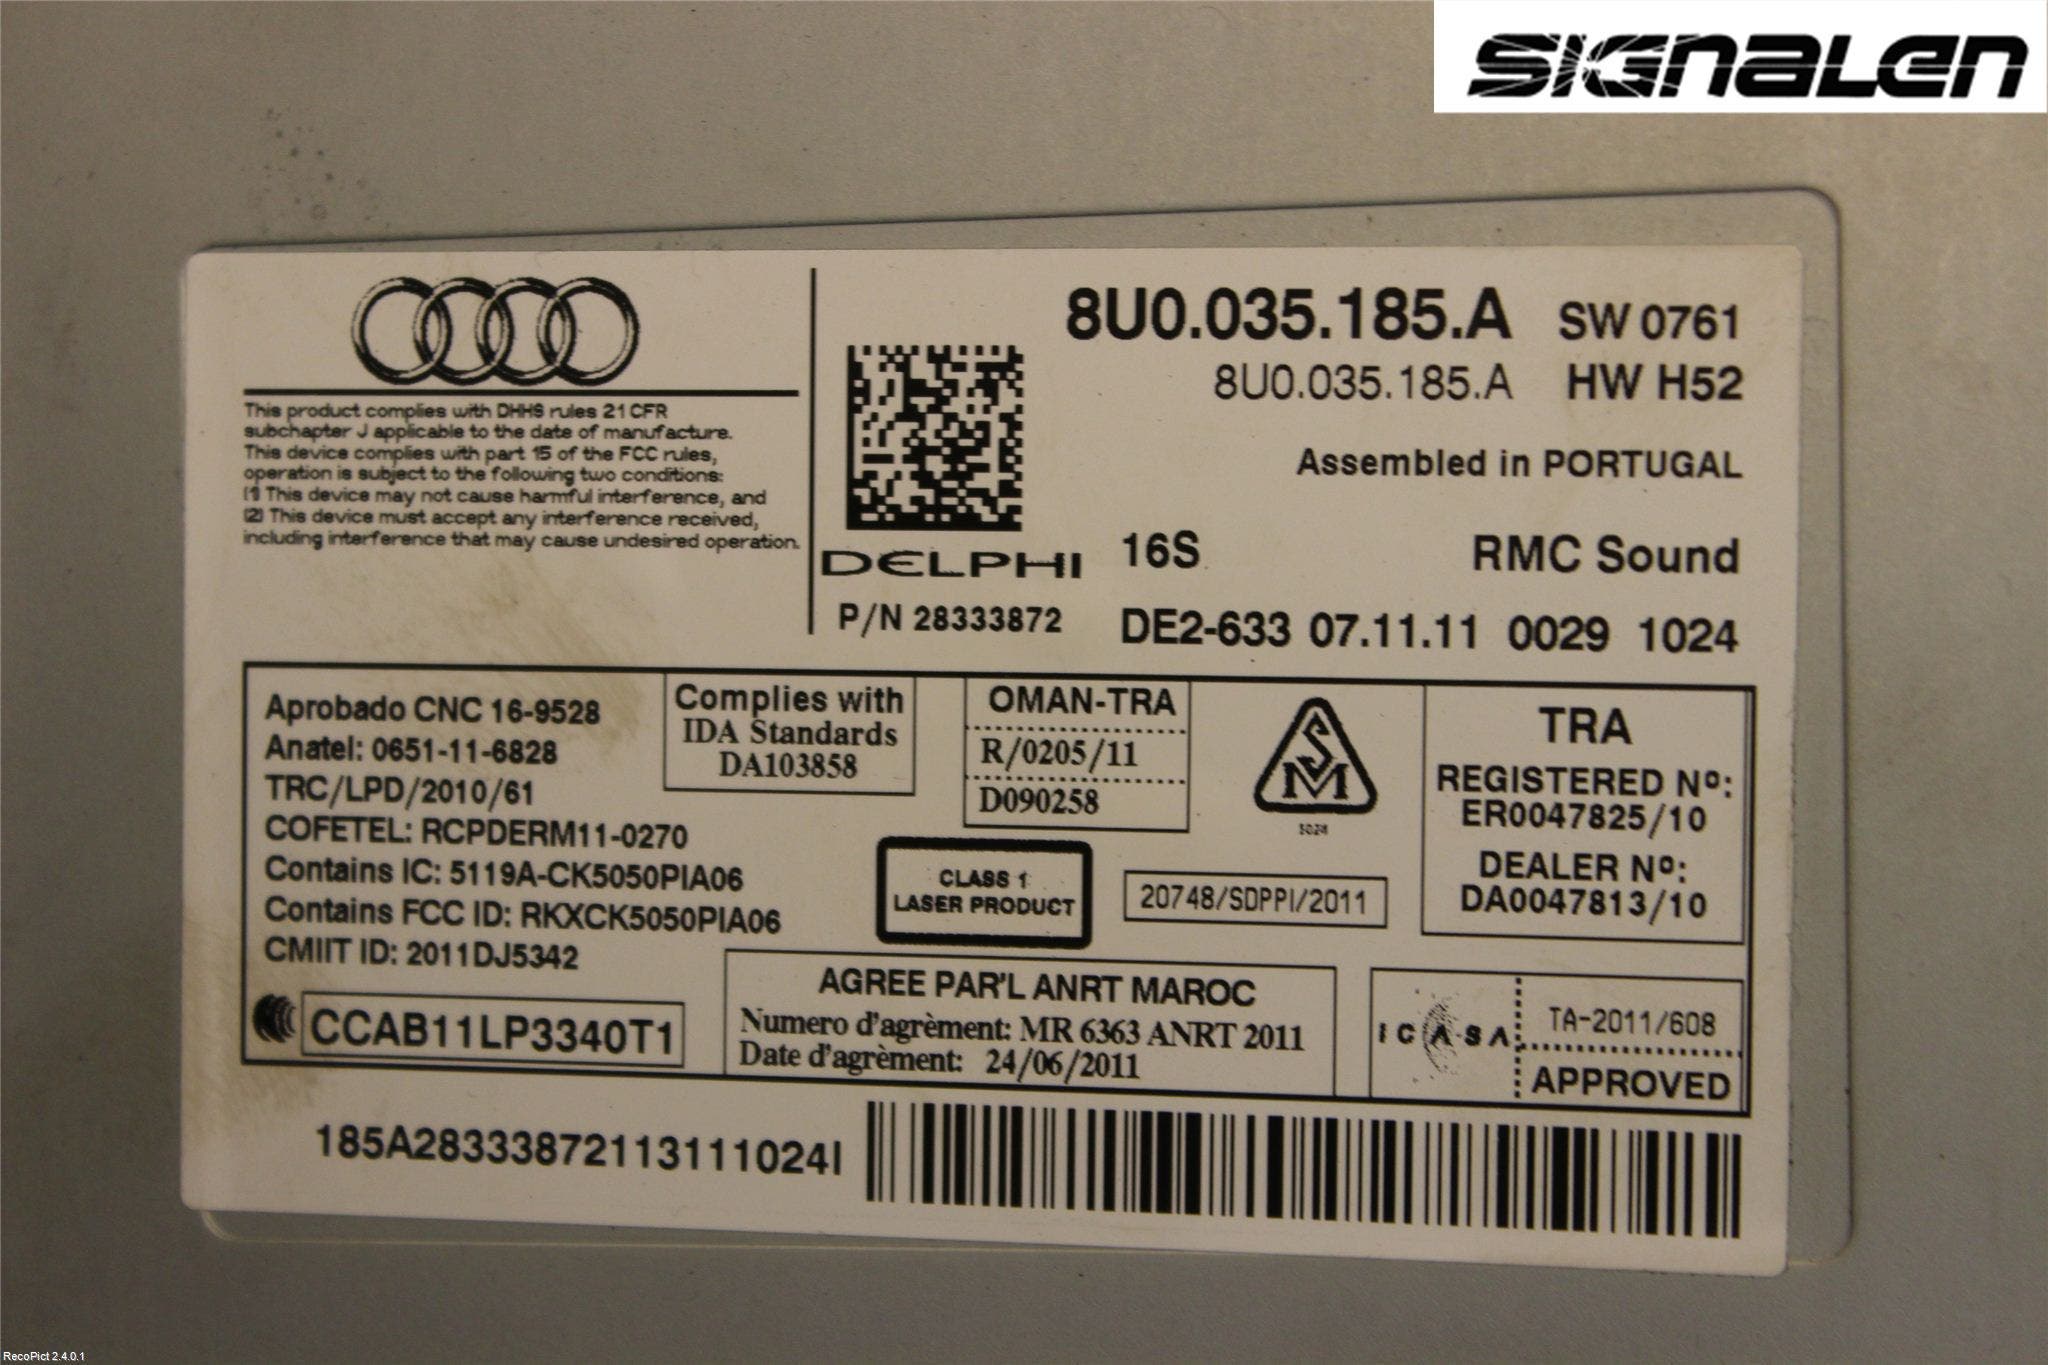 SIGNALEN
8U0.035.185.A SW 0761
8U0.035.185.A HW H52
This product complies with DHHS rules 21 CFR
subchapter J applicable to the date of manufacture.
This device complies with part 15 of the FCC rules,
operation is subject to the following two conditions:
(1) This device may not cause harmful interference, and
(2) This device must accept any interference received,
including interference that may cause undesired operation.
Assembled in PORTUGAL
DELPHI 16S RMC Sound
P/N 28333872 DE2-633 07.11.11 0029 1024
Aprobado CNC 16-9528
Anatel: 0651-11-6828
TRC/LPD/2010/61
COFETEL: RCPDERM11-0270
Contains IC: 5119A-CK5050PIA06
Contains FCC ID: RKXCK5050PIA06
CMIIT ID: 2011DJ5342
CCAB11LP3340T1
Complies with
IDA Standards
DA103858
OMAN-TRA
R/0205/11
D090258
SM
5024
TRA
REGISTERED Nº:
ER0047825/10
DEALER Nº:
DA0047813/10
CLASS 1
LASER PRODUCT
20748/SDPPI/2011
AGREE PAR'L ANRT MAROC
Numero d'agrèment: MR 6363 ANRT 2011
Date d'agrèment: 24/06/2011
ICASA
TA-2011/608
APPROVED
185A283338721131110241
RecoPict 2.4.0.1